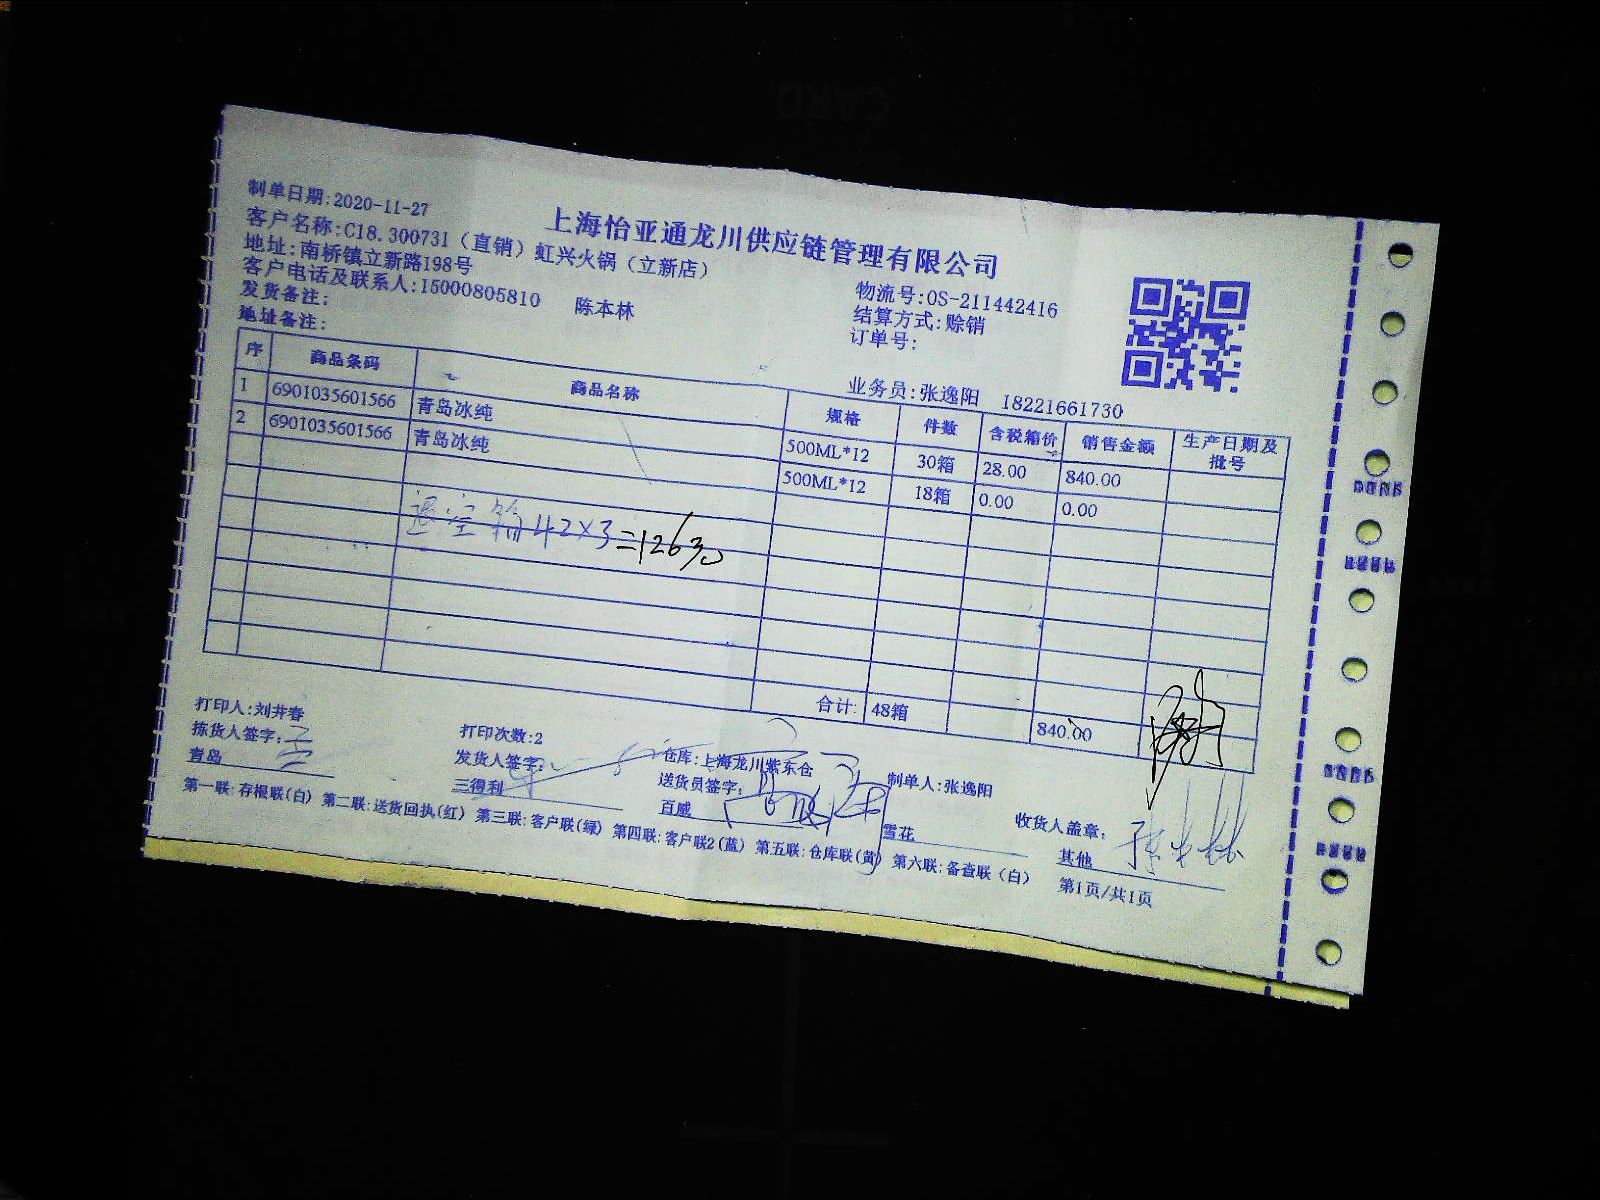 上海怡亚通龙川供应链管理有限公司
制单日期:2020-11-27
客户名称:C18.300731（直销）虹兴火锅（立新店）
地址:南桥镇立新路198号
物流号:OS-211442416
客户电话及联系人:15000805810 陈本林
结算方式:赊销
发货备注:
订单号:
地址备注:
业务员:张逸阳 18221661730
序 商品条码 商品名称 规格 件数 含税箱价 销售金额 生产日期及批号
1 6901035601566 青岛冰纯 500ML*12 30箱 28.00 840.00
2 6901035601566 青岛冰纯 500ML*12 18箱 0.00 0.00
退空箱 42×3=126元
合计: 48箱 840.00
打印人:刘井春 打印次数:2 仓库:上海龙川紫东仓 制单人:张逸阳
拣货人签字: 发货人签字: 送货员签字: 收货人盖章:
青岛 三得利 百威 雪花 其他
第一联:存根联(白) 第二联:送货回执(红) 第三联:客户联(绿) 第四联:客户联2(蓝) 第五联:仓库联(黄) 第六联:备查联(白) 第1页/共1页
CARD